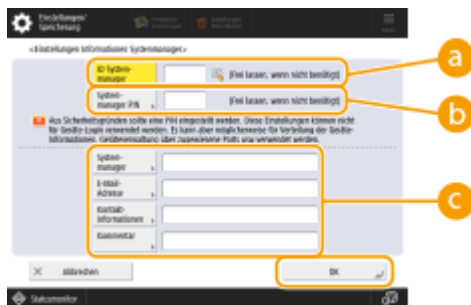 Einstellungen/
Speicherung
<Einstellungen Informationen Systemmanager>
ID System-
manager
(Frei lassen, wenn nicht benötigt)
a
System-
manager PIN
(Frei lassen, wenn nicht benötigt)
b
Aus Sicherheitsgründen sollte eine PIN eingestellt werden. Diese Einstellungen können nicht
für Geräte-Login verwendet werden. Es kann aber möglicherweise für Verteilung der Geräte-
Informationen, Geräteverwaltung über zugewiesene Ports usw verwendet werden.
System-
manager
E-Mail-
Adresse
Kontakt-
informationen
Kommentar
c
Abbrechen
OK
Statusmonitor